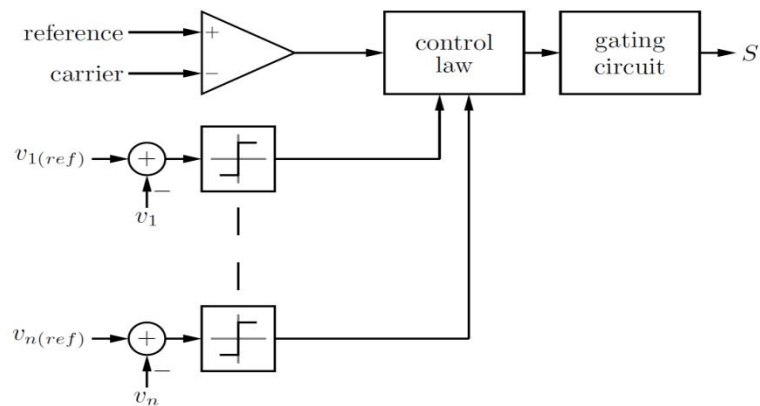 reference
carrier
+
−
control
law
gating
circuit
S
v1(ref)
+
−
v1
vn(ref)
+
−
vn